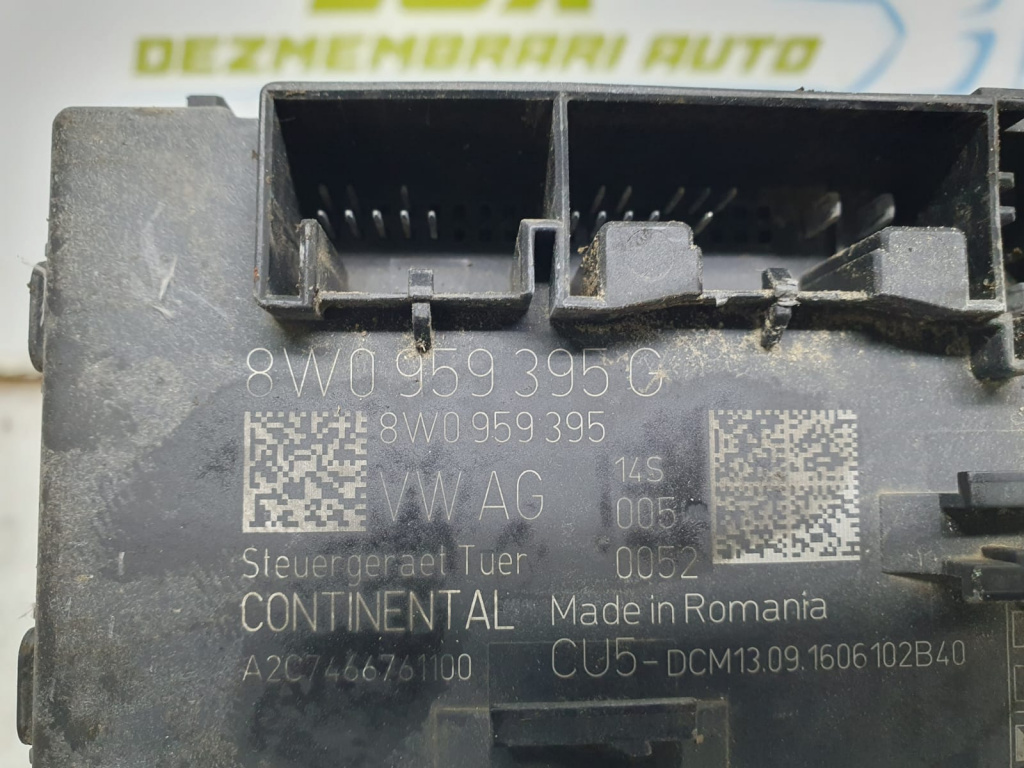 DEZMEMBRARI AUTO
8W0 959 395 G
8W0 959 395
VW AG
14S
005
0052
Steuergeraet Tuer
CONTINENTAL
Made in Romania
A2C7466761100
CU5-DCM13.09.1606102B40